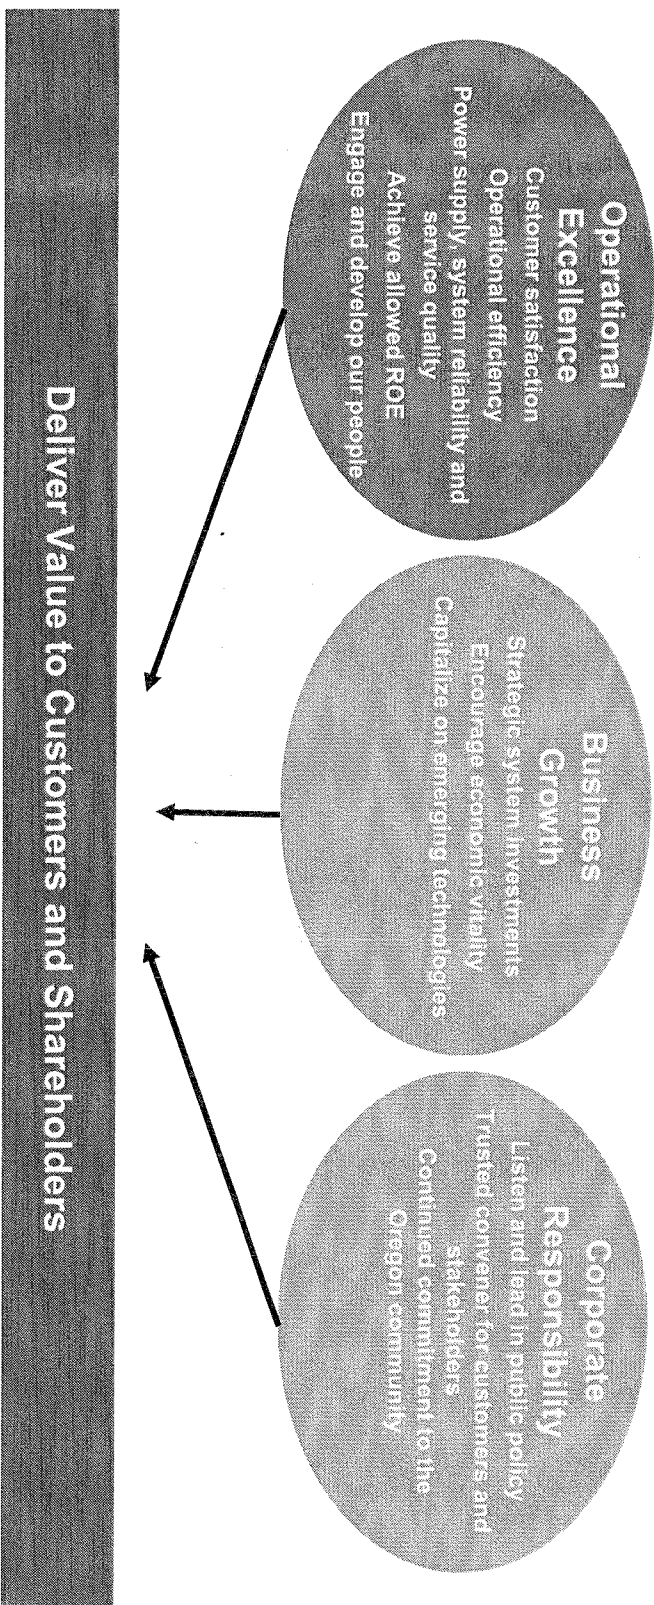 Operational
Excellence
Customer satisfaction
Operational efficiency
Power supply, system reliability and
service quality
Achieve allowed ROE
Engage and develop our people
Business
Growth
Strategic system investments
Encourage economic vitality
Capitalize on emerging technologies
Corporate
Responsibility
Listen and lead in public policy
Trusted convener for customers and
stakeholders
Continued commitment to the
Oregon community
Deliver Value to Customers and Shareholders